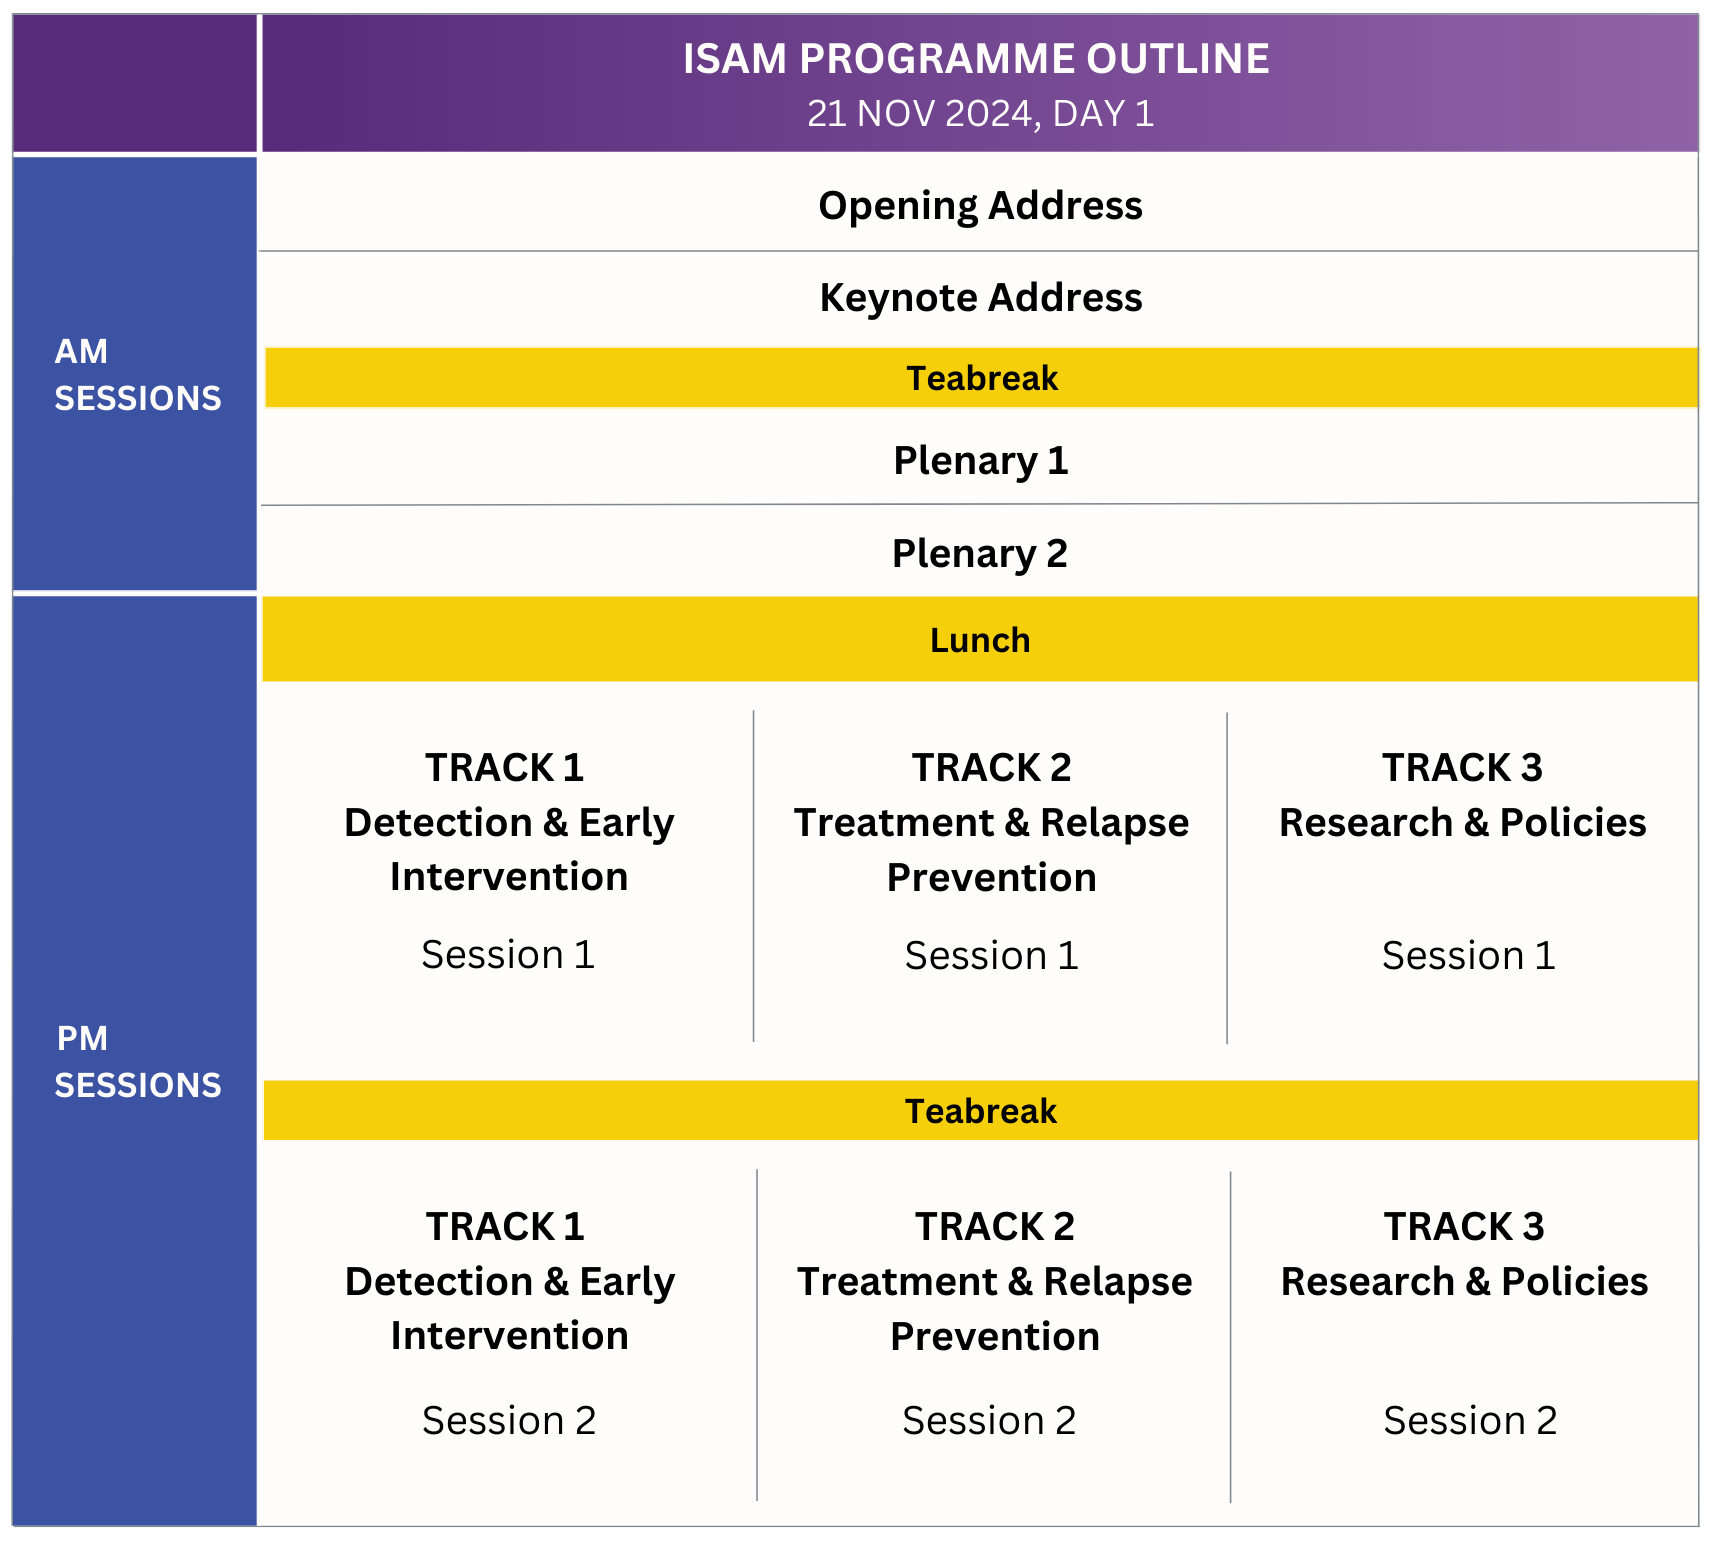 ISAM PROGRAMME OUTLINE
21 NOV 2024, DAY 1
AM
SESSIONS
Opening Address
Keynote Address
Teabreak
Plenary 1
Plenary 2
PM
SESSIONS
Lunch
TRACK 1
Detection & Early
Intervention
Session 1
TRACK 2
Treatment & Relapse
Prevention
Session 1
TRACK 3
Research & Policies
Session 1
Teabreak
TRACK 1
Detection & Early
Intervention
Session 2
TRACK 2
Treatment & Relapse
Prevention
Session 2
TRACK 3
Research & Policies
Session 2